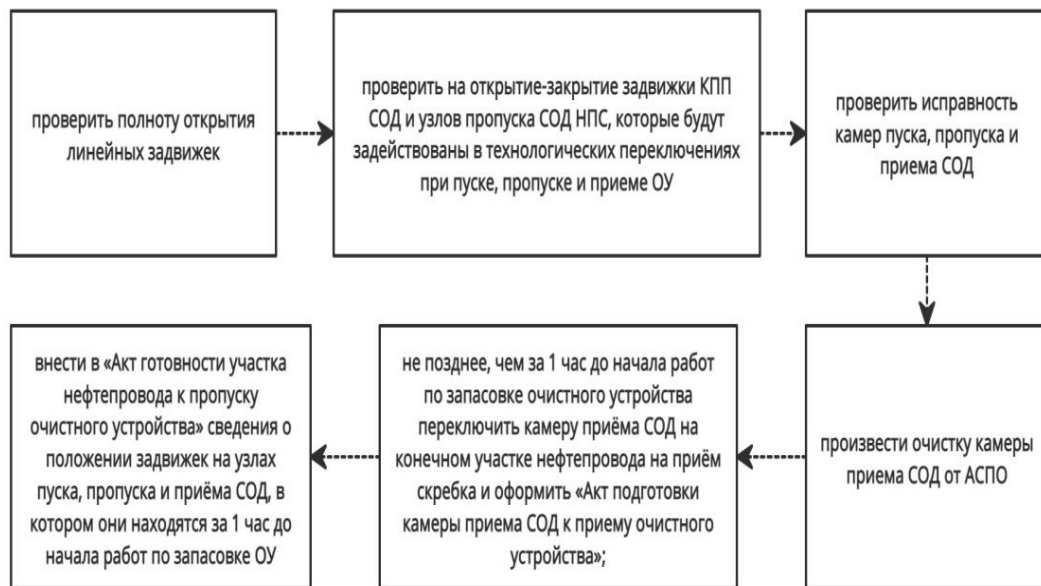 проверить полноту открытия
линейных задвижек
проверить на открытие-закрытие задвижки КПП
СОД и узлов пропуска СОД НПС, которые будут
задействованы в технологических переключениях
при пуске, пропуске и приеме ОУ
проверить исправность
камер пуска, пропуска и
приема СОД
произвести очистку камеры
приема СОД от АСПО
не позднее, чем за 1 час до начала работ
по запасовке очистного устройства
переключить камеру приёма СОД на
конечном участке нефтепровода на приём
скребка и оформить «Акт подготовки
камеры приема СОД к приему очистного
устройства»;
внести в «Акт готовности участка
нефтепровода к пропуску
очистного устройства» сведения о
положении задвижек на узлах
пуска, пропуска и приёма СОД, в
котором они находятся за 1 час до
начала работ по запасовке ОУ